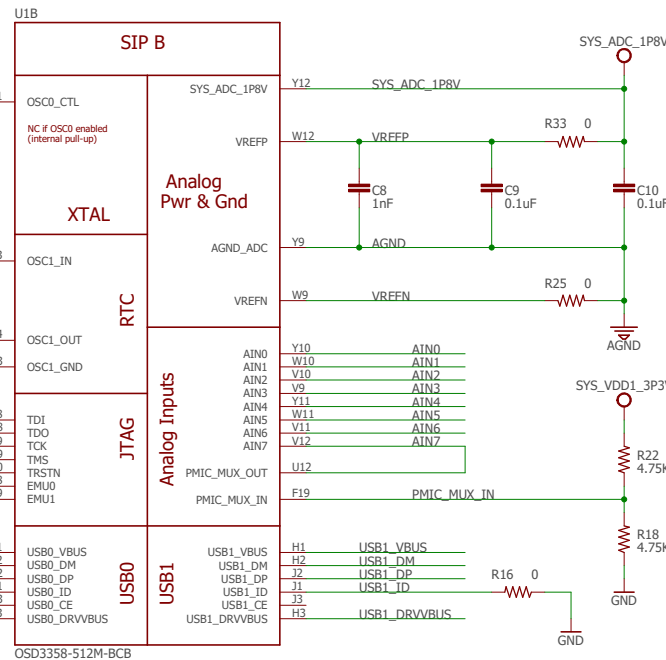 U1B
SIP B
SYS_ADC_1P8V
SYS_ADC_1P8V Y12 SYS_ADC_1P8V
OSC0_CTL
NC if OSC0 enabled
(internal pull-up)
R33 0
VREFP W12 VREFP
Analog
Pwr & Gnd
C8
1nF
C9
0.1uF
C10
0.1uF
XTAL
AGND_ADC Y9 AGND
OSC1_IN
R25 0
VREFN W9 VREFN
RTC
OSC1_OUT
OSC1_GND
AGND
Analog Inputs
AIN0 Y10 AIN0
AIN1 W10 AIN1
AIN2 V10 AIN2
AIN3 V9 AIN3
AIN4 Y11 AIN4
AIN5 W11 AIN5
AIN6 V11 AIN6
AIN7 V12 AIN7
SYS_VDD1_3P3V
JTAG
TDI
TDO
TCK
TMS
TRSTN
EMU0
EMU1
PMIC_MUX_OUT U12
PMIC_MUX_IN F19 PMIC_MUX_IN
R22
4.75K
R18
4.75K
USB0
USB0_VBUS
USB0_DM
USB0_DP
USB0_ID
USB0_CE
USB0_DRVVBUS
USB1
USB1_VBUS H1 USB1_VBUS
USB1_DM H2 USB1_DM
USB1_DP J2 USB1_DP
USB1_ID J1 USB1_ID
USB1_CE J3
USB1_DRVVBUS H3 USB1_DRVVBUS
R16 0
GND
GND
OSD3358-512M-BCB